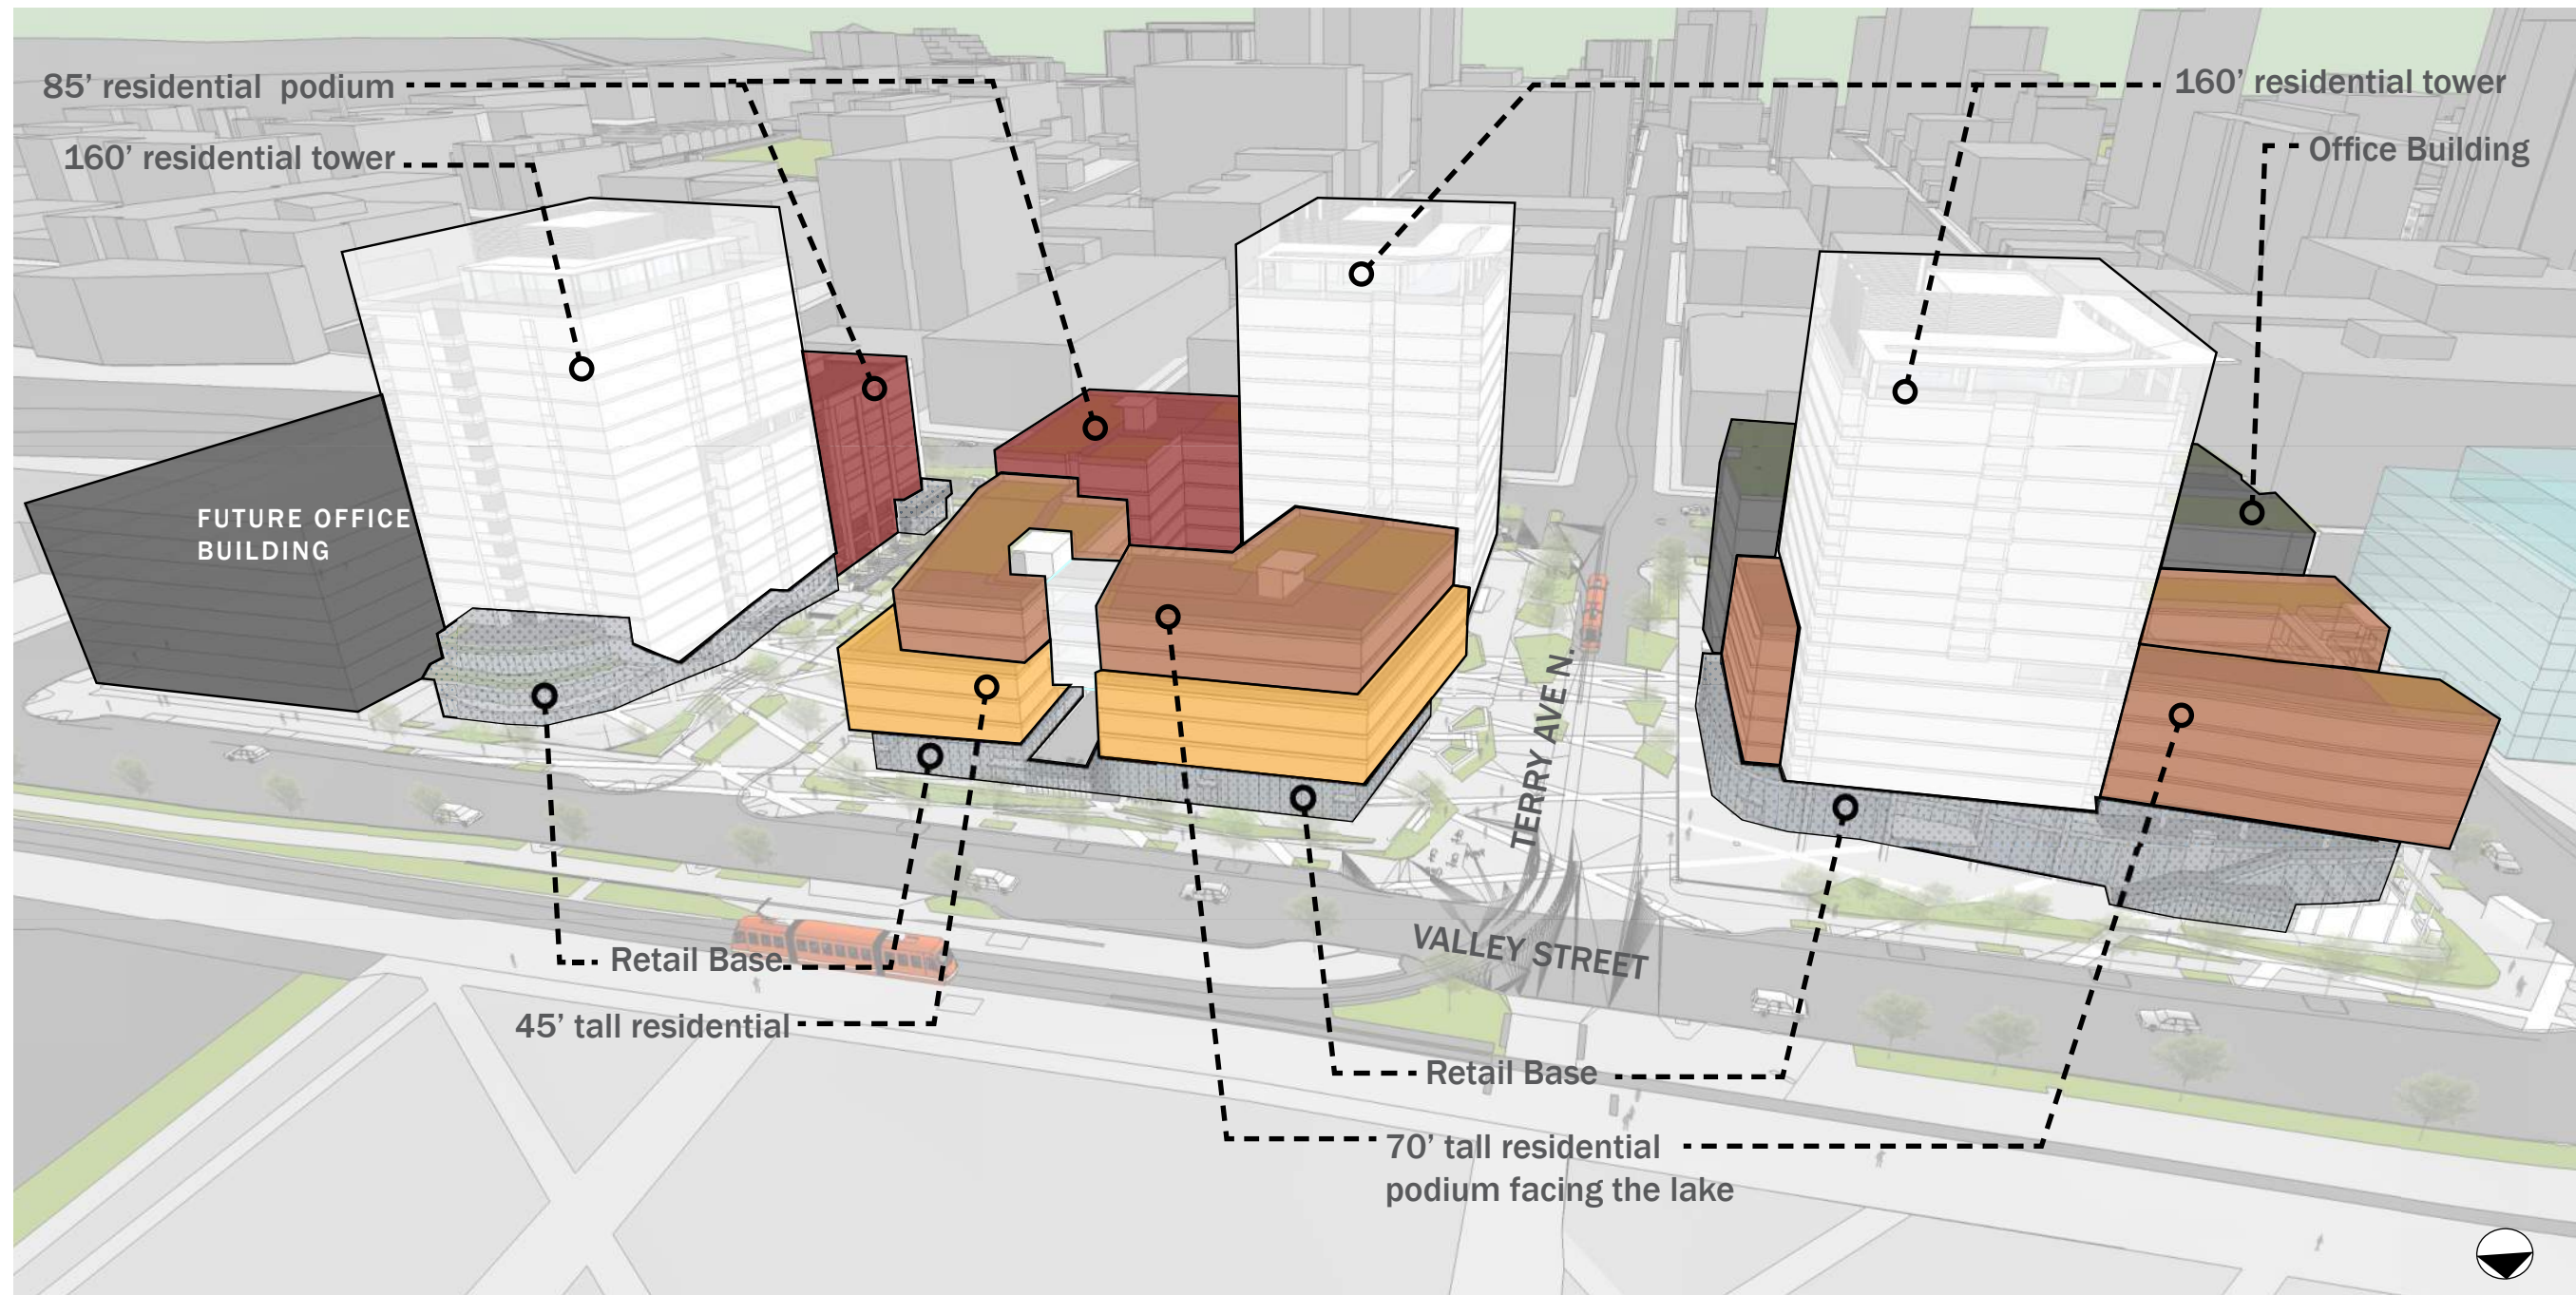 85’ residential podium
160’ residential tower
160’ residential tower
Office Building
FUTURE OFFICE
BUILDING
TERRY AVE N.
VALLEY STREET
Retail Base
45’ tall residential
Retail Base
70’ tall residential
podium facing the lake